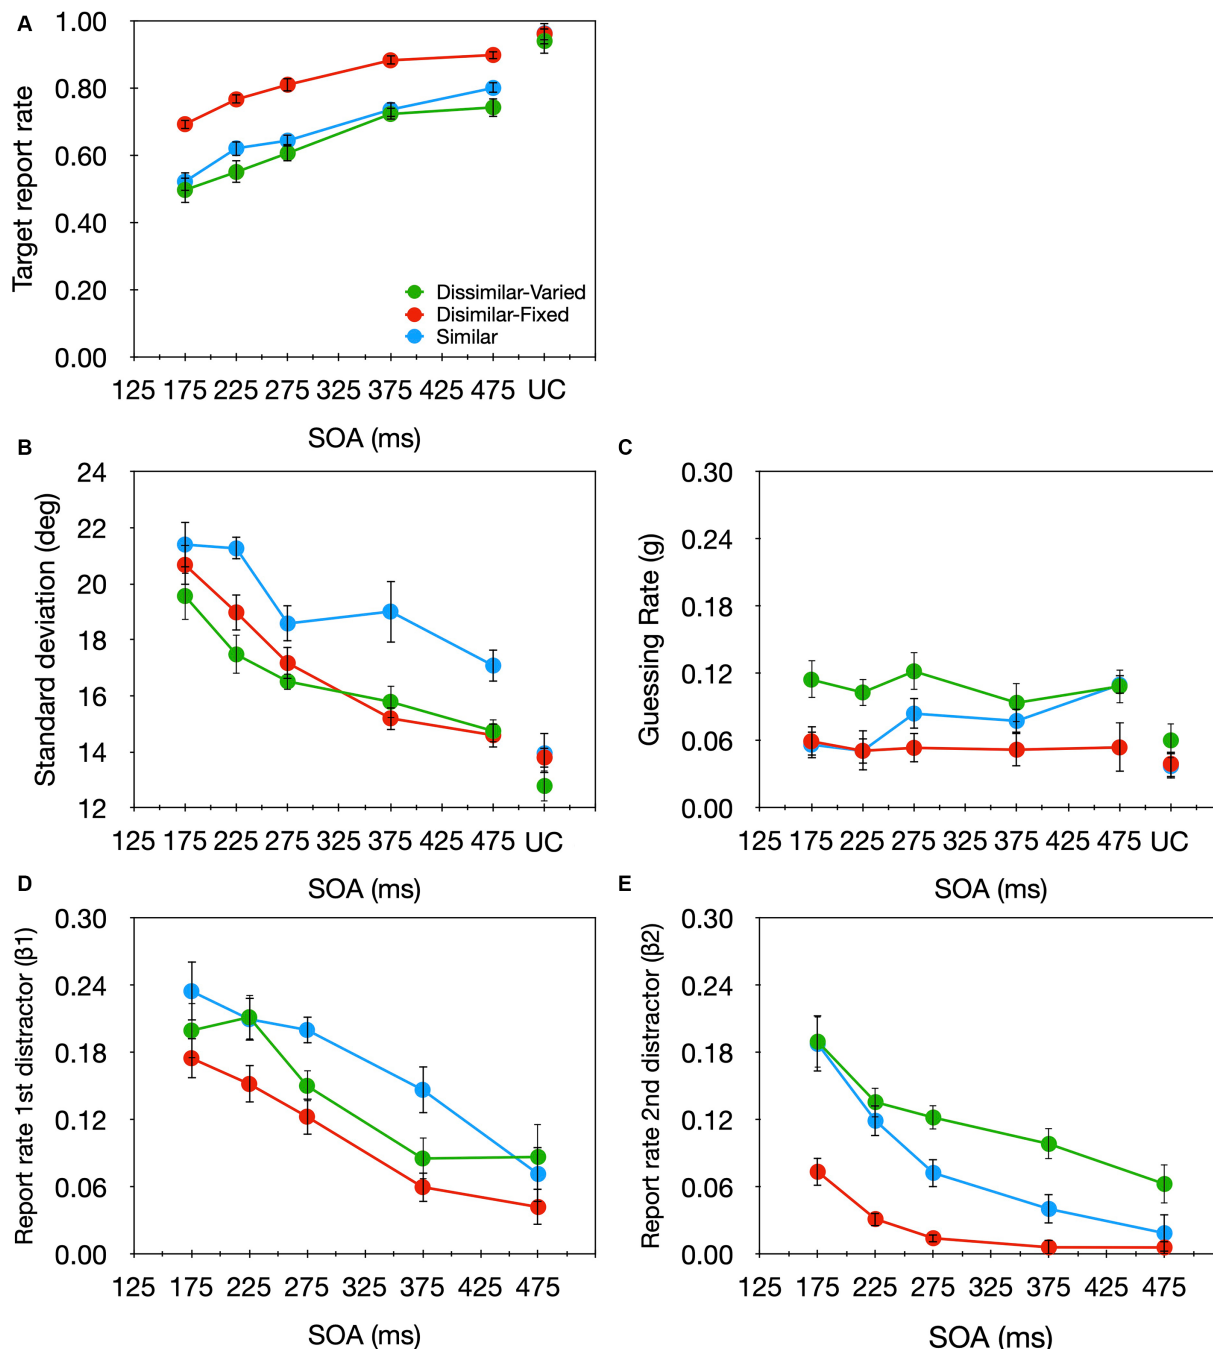 A
Target report rate
1.00
0.80
0.60
0.40
0.20
0.00
Dissimilar-Varied
Disimilar-Fixed
Similar
125 175 225 275 325 375 425 475 UC
SOA (ms)
B
Standard deviation (deg)
24
22
20
18
16
14
12
125 175 225 275 325 375 425 475 UC
SOA (ms)
C
Guessing Rate (g)
0.30
0.24
0.18
0.12
0.06
0.00
125 175 225 275 325 375 425 475 UC
SOA (ms)
D
Report rate 1st distractor (β1)
0.30
0.24
0.18
0.12
0.06
0.00
125 175 225 275 325 375 425 475
SOA (ms)
E
Report rate 2nd distractor (β2)
0.30
0.24
0.18
0.12
0.06
0.00
125 175 225 275 325 375 425 475
SOA (ms)